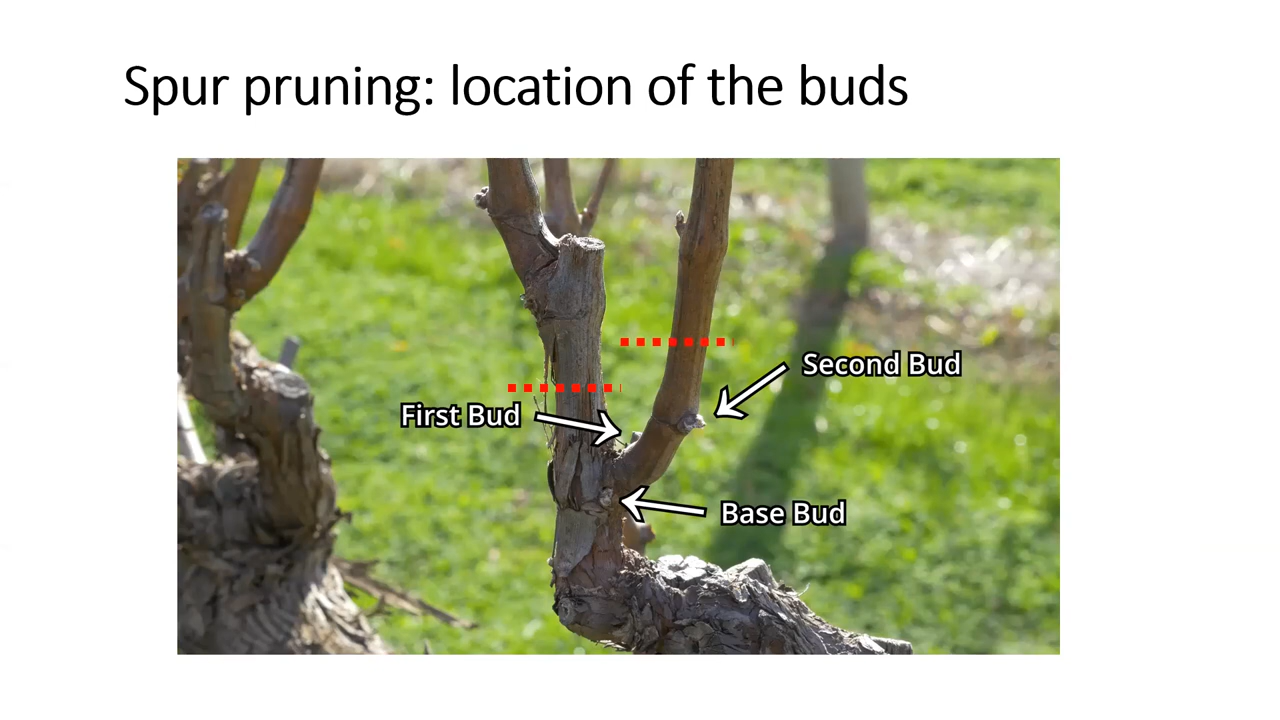 Spur pruning: location of the buds
Second Bud
First Bud
Base Bud